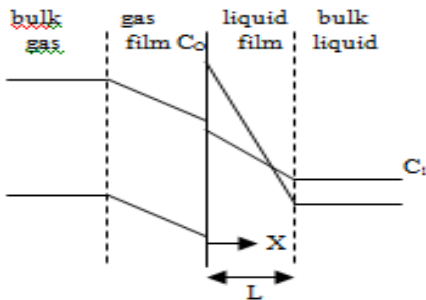 bulk gas liquid bulk
gas film C₀ film liquid
C₁
X
L